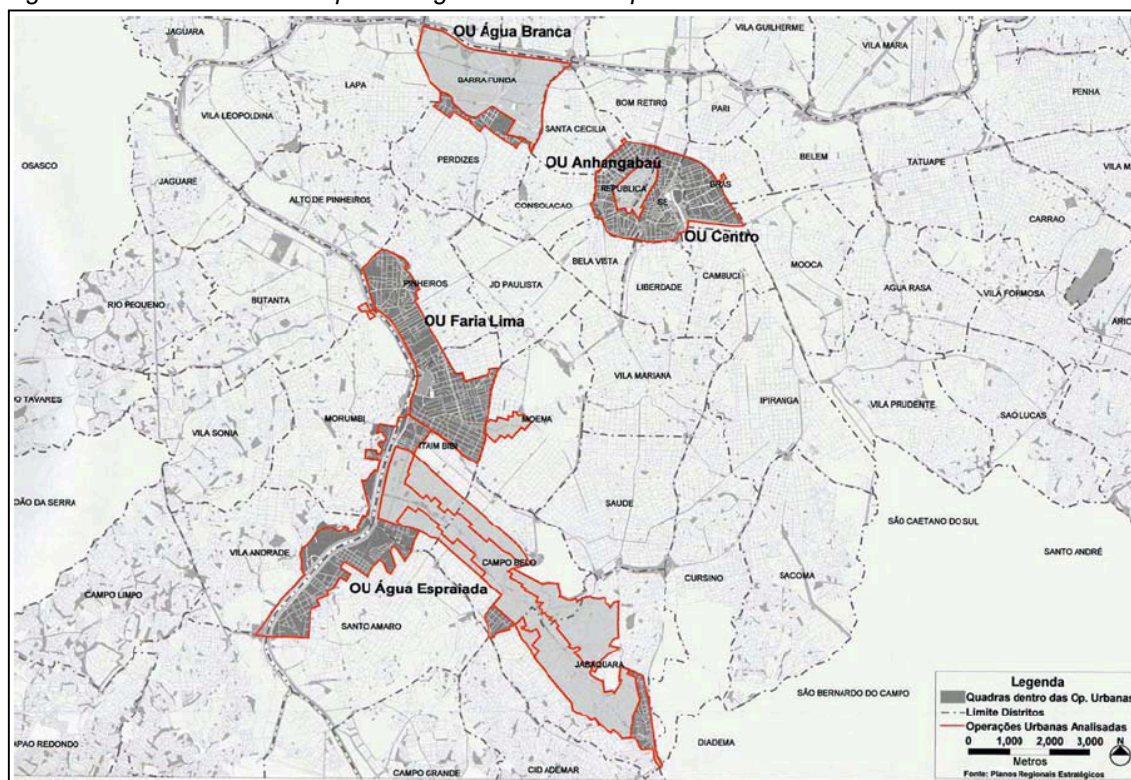 JAGUARA
OU Água Branca
VILA GUILHERME
VILA MARIA
LAPA
BARRA FUNDA
BOM RETIRO
PARI
PENHA
VILA LEOPOLDINA
SANTA CECILIA
BELEM
TATUAPE
OSASCO
JAGUARÉ
PERDIZES
OU Anhangabaú
REPUBLICA
SE
BRAS
ALTO DE PINHEIROS
CONSOLACAO
OU Centro
CARRAO
BELA VISTA
MOOCA
RIO PEQUENO
BUTANTA
PINHEIROS
JD PAULISTA
LIBERDADE
CAMBUCI
AGUA RASA
VILA FORMOSA
OU Faria Lima
VILA MARIANA
IPIRANGA
VILA PRUDENTE
SAO LUCAS
MORUMBI
MOEMA
VILA SONIA
ITAIM BIBI
SAUDE
SÃO CAETANO DO SUL
SANTO ANDRÉ
VILA ANDRADE
CAMPO BELO
CURSINO
SACOMA
CAMPO LIMPO
OU Água Espraiada
SANTO AMARO
JABAQUARA
SÃO BERNARDO DO CAMPO
DIADEMA
CAMPO GRANDE
CID ADEMAR
Legenda
Quadras dentro das Op. Urbanas
Limite Distritos
Operações Urbanas Analisadas
0 1,000 2,000 3,000
Metros
N
Fonte: Planos Regionais Estratégicos